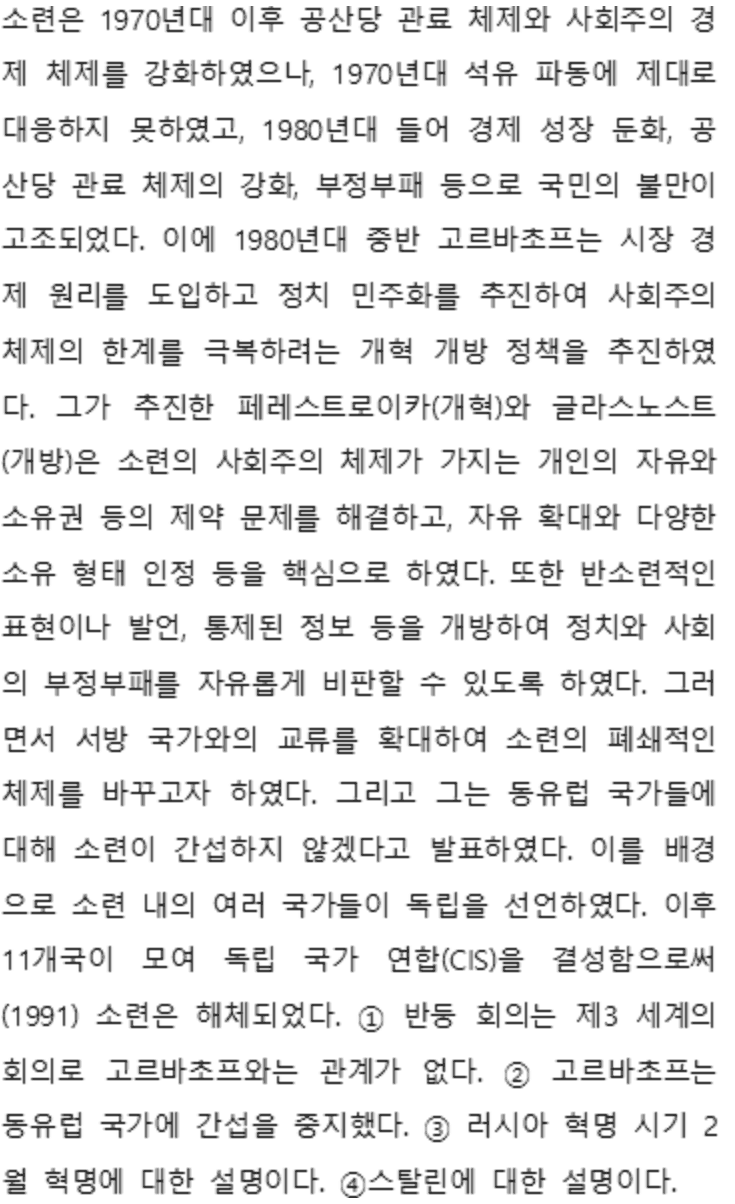 소련은 1970년대 이후 공산당 관료 체제와 사회주의 경
제 체제를 강화하였으나, 1970년대 석유 파동에 제대로
대응하지 못하였고, 1980년대 들어 경제 성장 둔화, 공
산당 관료 체제의 강화, 부정부패 등으로 국민의 불만이
고조되었다. 이에 1980년대 중반 고르바초프는 시장 경
제 원리를 도입하고 정치 민주화를 추진하여 사회주의
체제의 한계를 극복하려는 개혁 개방 정책을 추진하였
다. 그가 추진한 페레스트로이카(개혁)와 글라스노스트
(개방)은 소련의 사회주의 체제가 가지는 개인의 자유와
소유권 등의 제약 문제를 해결하고, 자유 확대와 다양한
소유 형태 인정 등을 핵심으로 하였다. 또한 반소련적인
표현이나 발언, 통제된 정보 등을 개방하여 정치와 사회
의 부정부패를 자유롭게 비판할 수 있도록 하였다. 그러
면서 서방 국가와의 교류를 확대하여 소련의 폐쇄적인
체제를 바꾸고자 하였다. 그리고 그는 동유럽 국가들에
대해 소련이 간섭하지 않겠다고 발표하였다. 이를 배경
으로 소련 내의 여러 국가들이 독립을 선언하였다. 이후
11개국이 모여 독립 국가 연합(CIS)을 결성함으로써
(1991) 소련은 해체되었다. ① 반둥 회의는 제3 세계의
회의로 고르바초프와는 관계가 없다. ② 고르바초프는
동유럽 국가에 간섭을 중지했다. ③ 러시아 혁명 시기 2
월 혁명에 대한 설명이다. ④스탈린에 대한 설명이다.